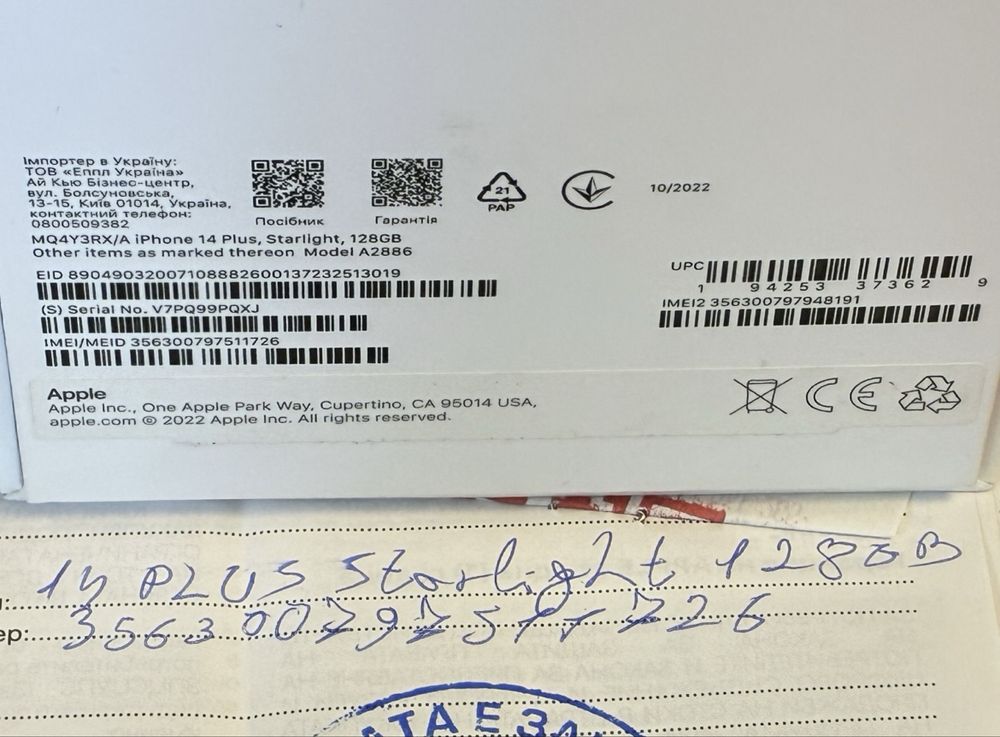 Імпортер в Україну:
ТОВ «Еппл Україна»
Ай Кью Бізнес-центр,
вул. Болсуновська,
13-15, Київ 01014, Україна,
контактний телефон:
0800509382
Посібник
Гарантія
21
PAP
10/2022
MQ4Y3RX/A iPhone 14 Plus, Starlight, 128GB
Other items as marked thereon Model A2886
EID 89049032007108882600137232513019
(S) Serial No. V7PQ99PQXJ
IMEI/MEID 356300797511726
UPC
1 94253 37362 9
IMEI2 356300797948191
Apple
Apple Inc., One Apple Park Way, Cupertino, CA 95014 USA,
apple.com © 2022 Apple Inc. All rights reserved.
CE
14 PLUS Starlight 128GB
ер: 356300797511726
АТА Е ЗА